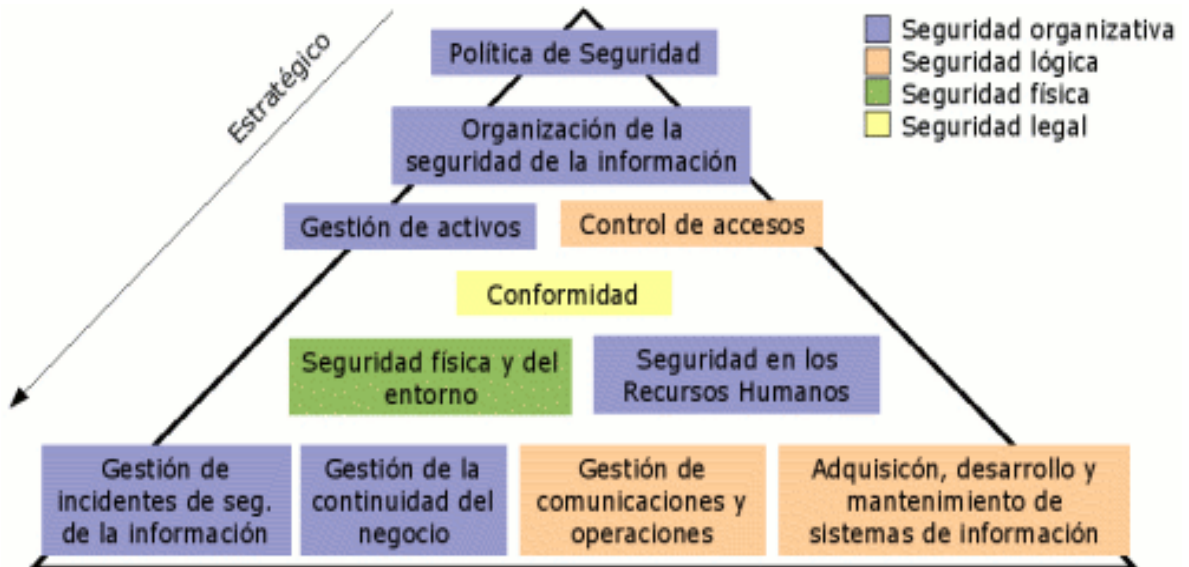 Estratégico
Política de Seguridad
Organización de la
seguridad de la información
Gestión de activos
Control de accesos
Conformidad
Seguridad física y del
entorno
Seguridad en los
Recursos Humanos
Gestión de
incidentes de seg.
de la información
Gestión de la
continuidad del
negocio
Gestión de
comunicaciones y
operaciones
Adquisicón, desarrollo y
mantenimiento de
sistemas de información
Seguridad organizativa
Seguridad lógica
Seguridad física
Seguridad legal